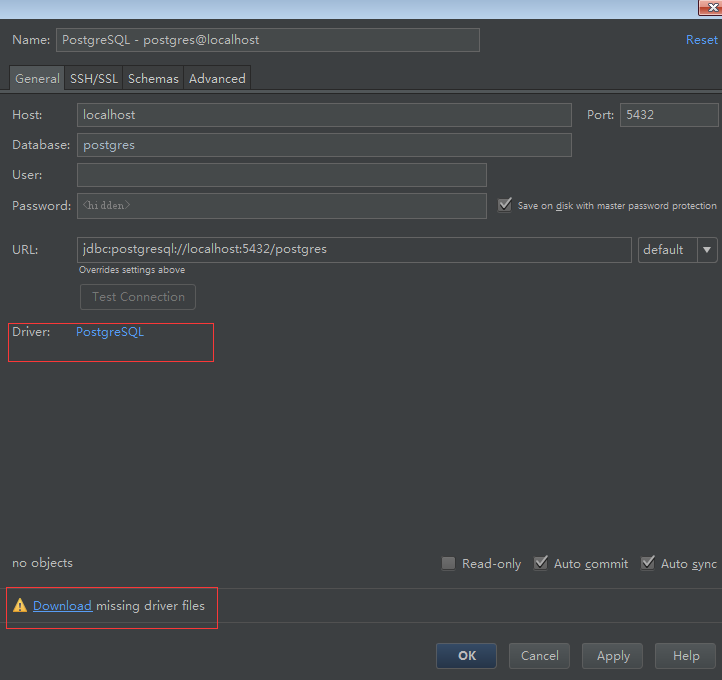 Name: PostgreSQL - postgres@localhost Reset
General SSH/SSL Schemas Advanced
Host: localhost Port: 5432
Database: postgres
User:
Password: <hidden> Save on disk with master password protection
URL: jdbc:postgresql://localhost:5432/postgres default
Overrides settings above
Test Connection
Driver: PostgreSQL
no objects Read-only Auto commit Auto sync
Download missing driver files
OK Cancel Apply Help